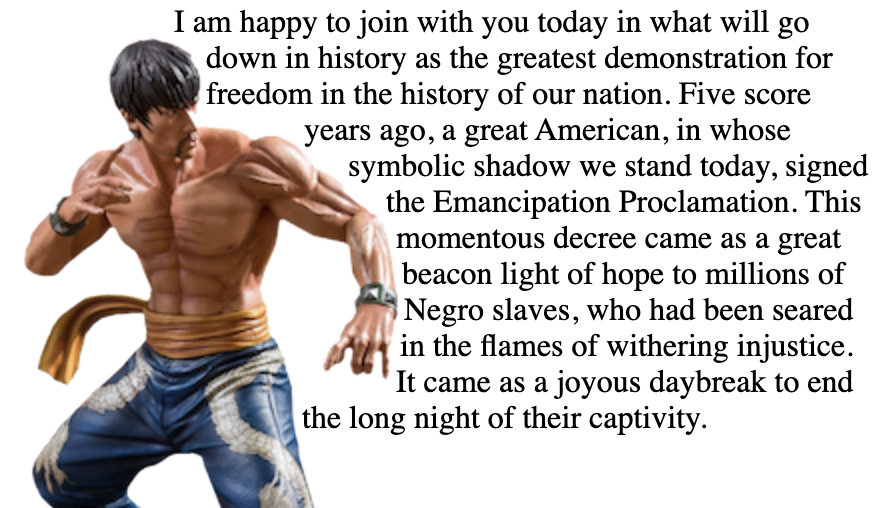 I am happy to join with you today in what will go
down in history as the greatest demonstration for
freedom in the history of our nation. Five score
years ago, a great American, in whose
symbolic shadow we stand today, signed
the Emancipation Proclamation. This
momentous decree came as a great
beacon light of hope to millions of
Negro slaves, who had been seared
in the flames of withering injustice.
It came as a joyous daybreak to end
the long night of their captivity.